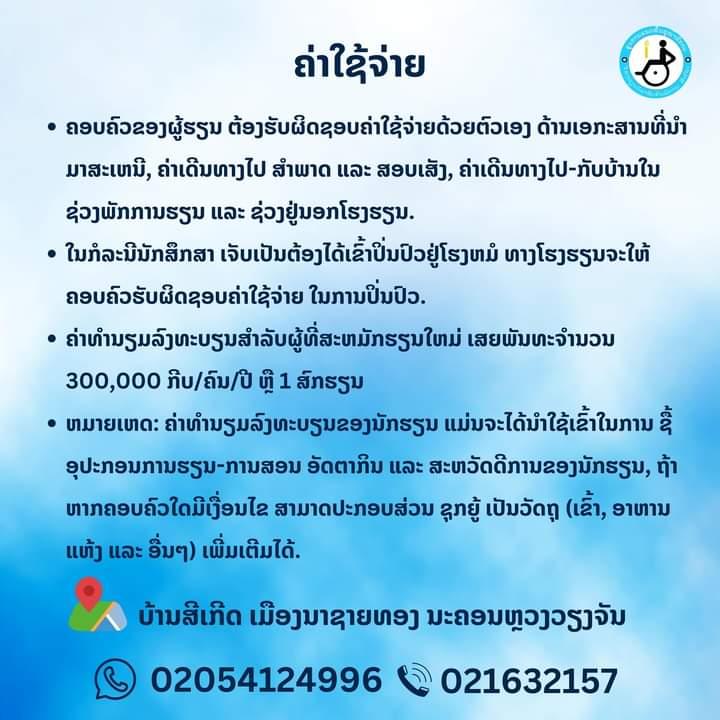 ຄ່າໃຊ້ຈ່າຍ
• ຄອບຄົວຂອງຜູ້ຮຽນ ຕ້ອງຮັບຜິດຊອບຄ່າໃຊ້ຈ່າຍດ້ວຍຕົວເອງ ດ້ານເອກະສານທີ່ນຳ
ມາສະເຫນີ, ຄ່າເດີນທາງໄປ ສຳພາດ ແລະ ສອບເສັງ, ຄ່າເດີນທາງໄປ-ກັບບ້ານໃນ
ຊ່ວງພັກການຮຽນ ແລະ ຊ່ວງຢູ່ນອກໂຮງຮຽນ.
• ໃນກໍລະນີນັກສຶກສາ ເຈັບເປັນຕ້ອງໄດ້ເຂົ້າປິ່ນປົວຢູ່ໂຮງຫມໍ ທາງໂຮງຮຽນຈະໃຫ້
ຄອບຄົວຮັບຜິດຊອບຄ່າໃຊ້ຈ່າຍ ໃນການປິ່ນປົວ.
• ຄ່າທຳນຽມລົງທະບຽນສຳລັບຜູ້ທີ່ສະຫມັກຮຽນໃຫມ່ ເສຍພັນທະຈຳນວນ
300,000 ກີບ/ຄົນ/ປີ ຫຼື 1 ສົກຮຽນ
• ຫມາຍເຫດ: ຄ່າທຳນຽມລົງທະບຽນຂອງນັກຮຽນ ແມ່ນຈະໄດ້ນຳໃຊ້ເຂົ້າໃນການ ຊື້
ອຸປະກອນການຮຽນ-ການສອນ ອັດຕາກິນ ແລະ ສະຫວັດດີການຂອງນັກຮຽນ, ຖ້າ
ຫາກຄອບຄົວໃດມີເງື່ອນໄຂ ສາມາດປະກອບສ່ວນ ຊຸກຍູ້ ເປັນວັດຖຸ (ເຂົ້າ, ອາຫານ
ແຫ້ງ ແລະ ອື່ນໆ) ເພີ່ມເຕີມໄດ້.
ບ້ານສີເກີດ ເມືອງນາຊາຍທອງ ນະຄອນຫຼວງວຽງຈັນ
02054124996 021632157